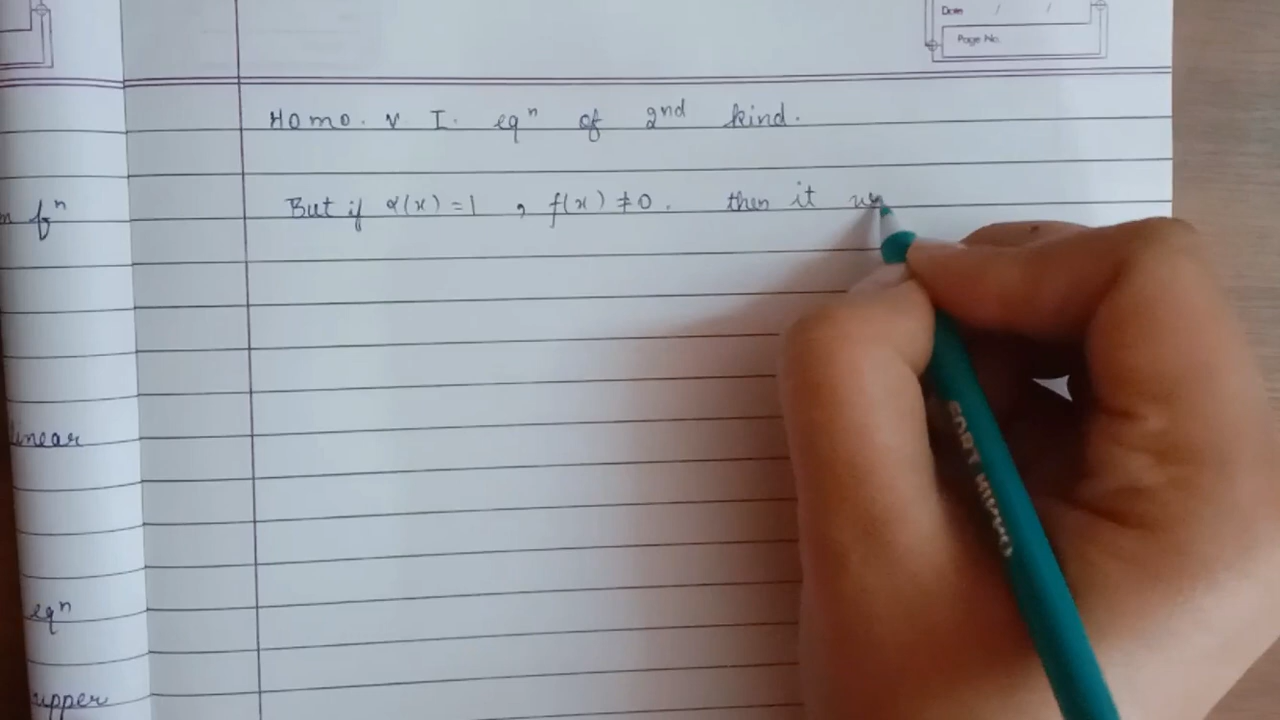 Date / /
Page No.
Homo. V I. eqⁿ of 2nd kind.
fⁿ
But if α(x) = 1 , f(x) ≠ 0. then it
linear
eqⁿ
upper